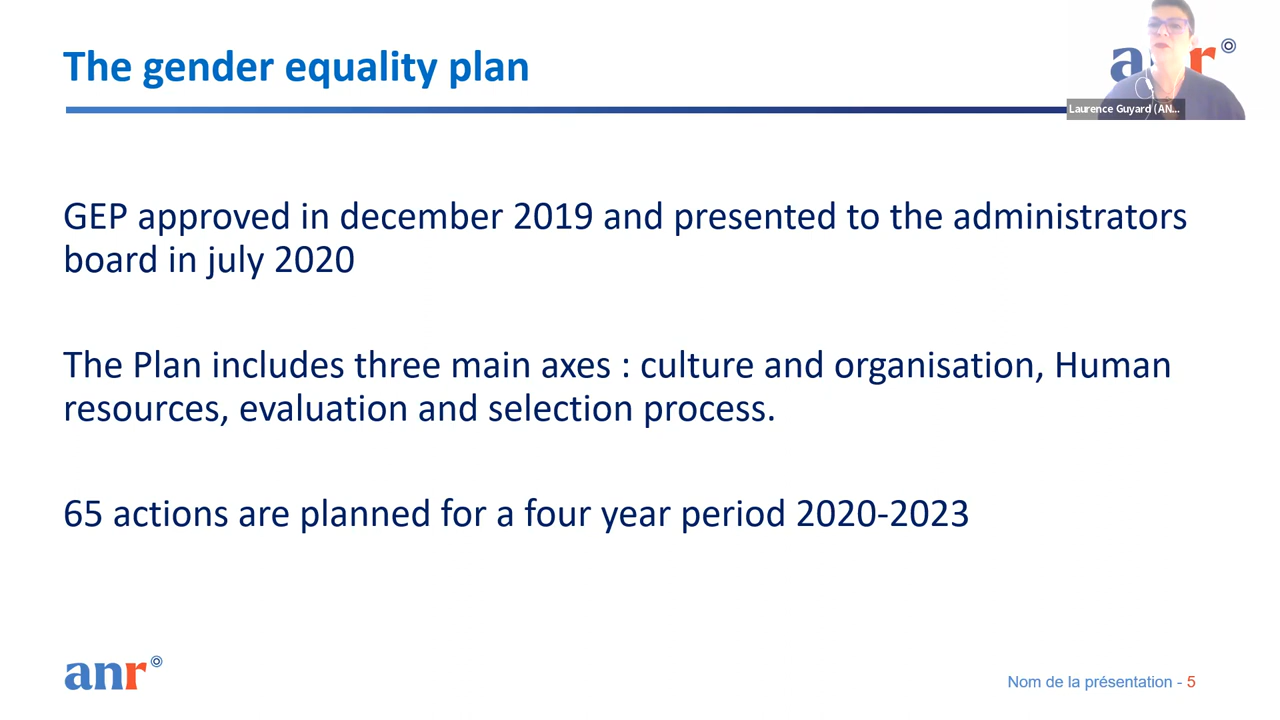 The gender equality plan
Laurence Guyard (AN...
GEP approved in december 2019 and presented to the administrators
board in july 2020
The Plan includes three main axes : culture and organisation, Human
resources, evaluation and selection process.
65 actions are planned for a four year period 2020-2023
anr
Nom de la présentation - 5